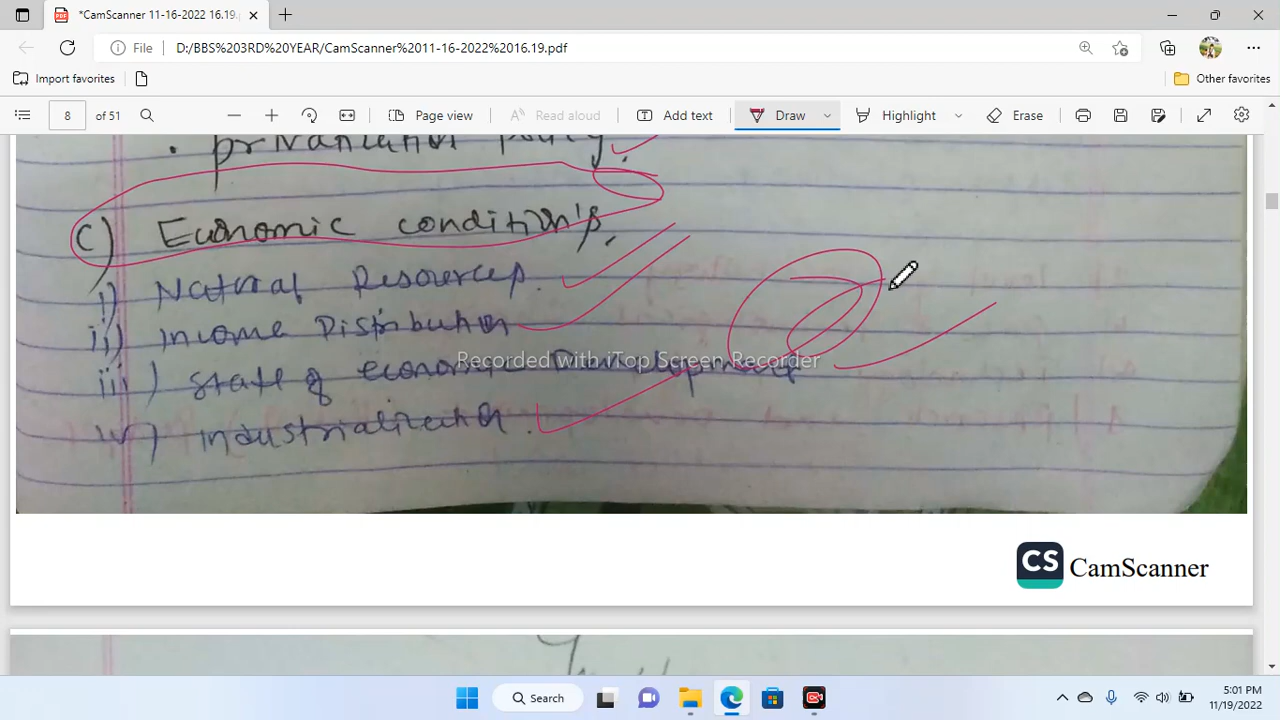 *CamScanner 11-16-2022 16.19.
File D:/BBS%203RD%20YEAR/CamScanner%2011-16-2022%2016.19.pdf
Import favorites
Other favorites
8 of 51
Page view
Read aloud
Add text
Draw
Highlight
Erase
• privatization policy.
c) Economic condition's.
i) Natural Resources.
ii) Income Distribution
Recorded with iTop Screen Recorder
iii) state of economic Development
iv) industrialization.
CS CamScanner
Search
5:01 PM
11/19/2022